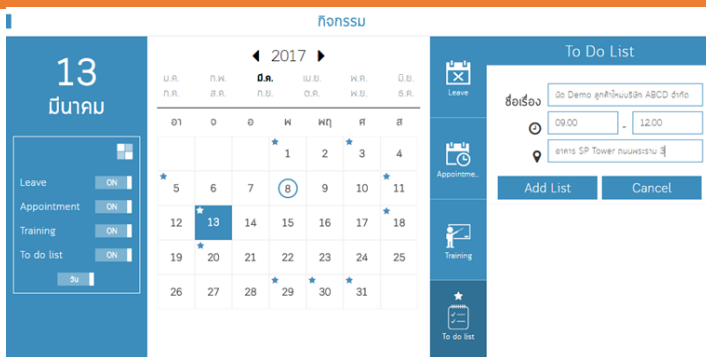 กิจกรรม
13
มีนาคม
Leave ON
Appointment ON
Training ON
To do list ON
วัน
2017
ม.ค. ก.พ. มี.ค. เม.ย. พ.ค. มิ.ย.
ก.ค. ส.ค. ก.ย. ต.ค. พ.ย. ธ.ค.
อา จ อ พ พฤ ศ ส
1 2 3 4
5 6 7 8 9 10 11
12 13 14 15 16 17 18
19 20 21 22 23 24 25
26 27 28 29 30 31
Leave
Appointme..
Training
To do list
To Do List
ชื่อเรื่อง นัด Demo ลูกค้าใหม่บริษัท ABCD จำกัด
09.00 - 12.00
อาคาร SP Tower ถนนพระราม 3
Add List Cancel